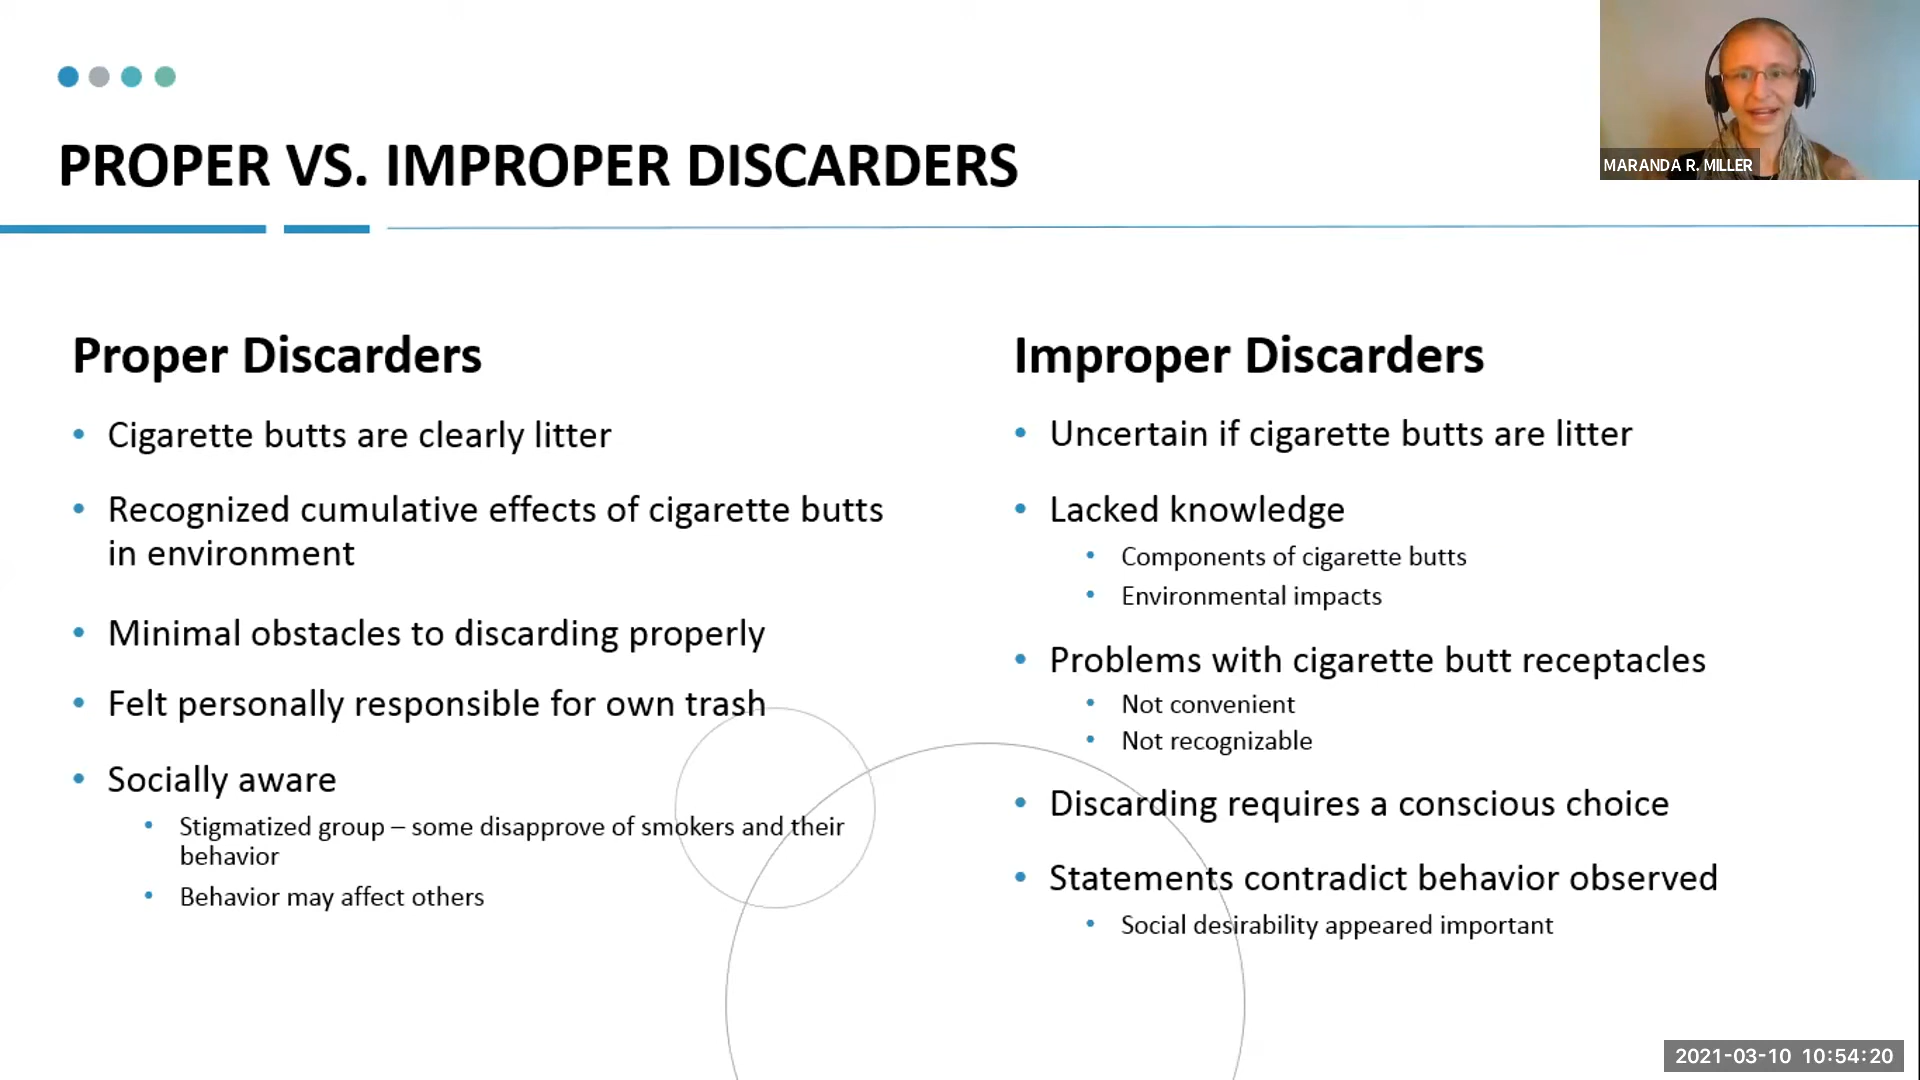 MARANDA R. MILLER
PROPER VS. IMPROPER DISCARDERS
Proper Discarders
• Cigarette butts are clearly litter
• Recognized cumulative effects of cigarette butts
in environment
• Minimal obstacles to discarding properly
• Felt personally responsible for own trash
• Socially aware
• Stigmatized group – some disapprove of smokers and their
behavior
• Behavior may affect others
Improper Discarders
• Uncertain if cigarette butts are litter
• Lacked knowledge
• Components of cigarette butts
• Environmental impacts
• Problems with cigarette butt receptacles
• Not convenient
• Not recognizable
• Discarding requires a conscious choice
• Statements contradict behavior observed
• Social desirability appeared important
2021-03-10 10:54:20